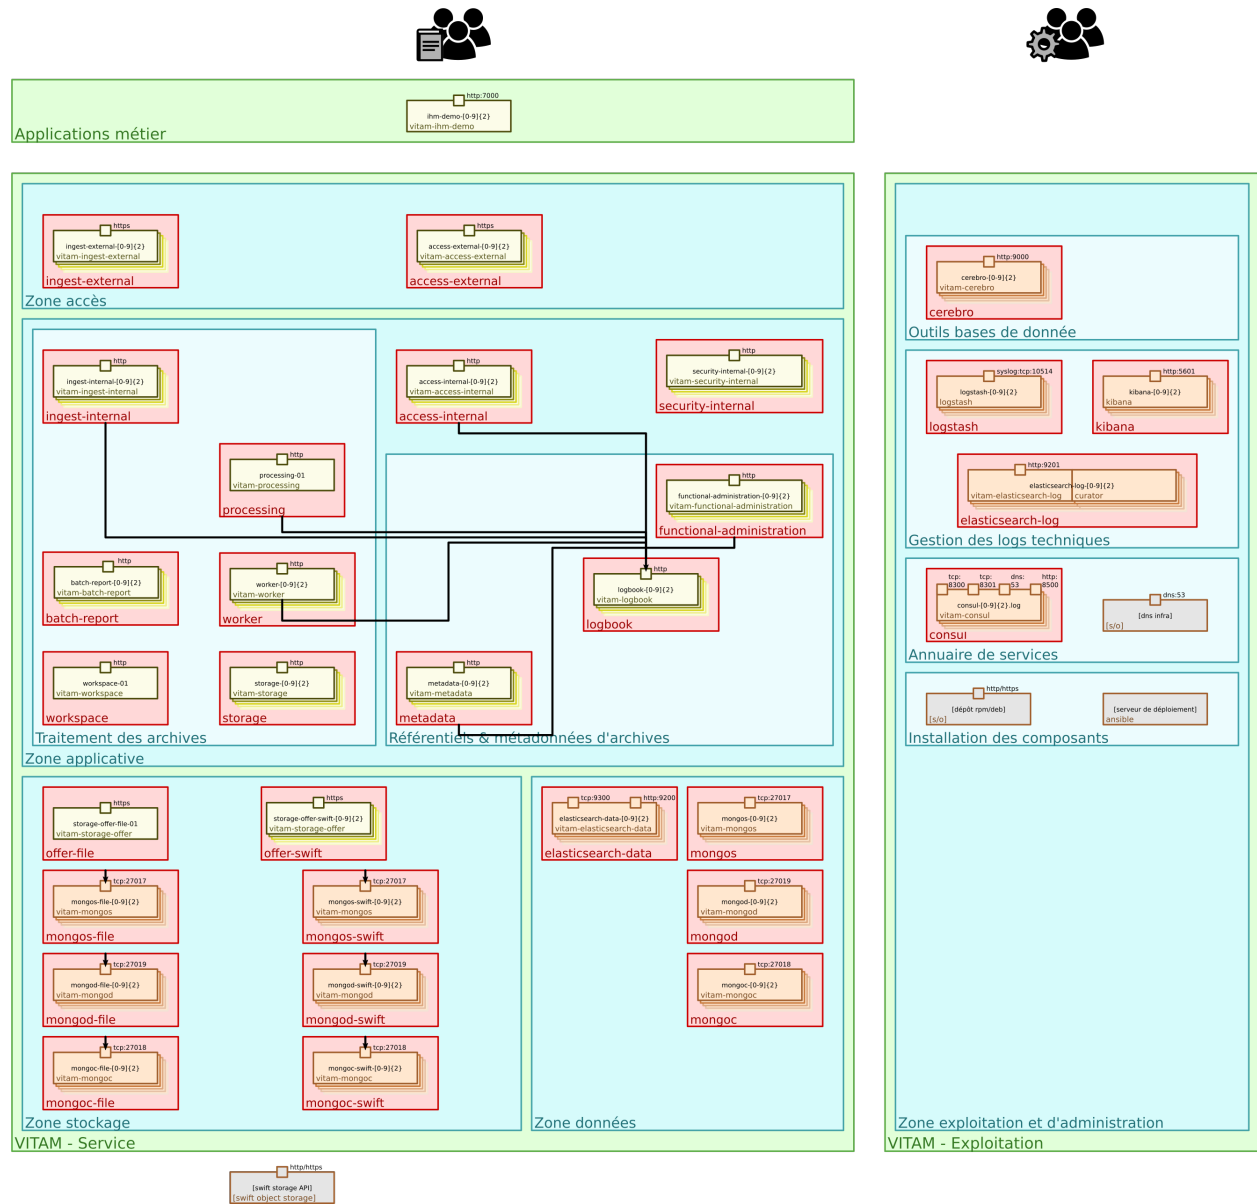 http:7000
ihm-demo-[0-9]{2}
vitam-ihm-demo
Applications métier
https
ingest-external-[0-9]{2}
vitam-ingest-external
ingest-external
https
access-external-[0-9]{2}
vitam-access-external
access-external
Zone accès
http
ingest-internal-[0-9]{2}
vitam-ingest-internal
ingest-internal
http
access-internal-[0-9]{2}
vitam-access-internal
access-internal
http
security-internal-[0-9]{2}
vitam-security-internal
security-internal
http
processing-01
vitam-processing
processing
http
functional-administration-[0-9]{2}
vitam-functional-administration
functional-administration
http
batch-report-[0-9]{2}
vitam-batch-report
batch-report
http
worker-[0-9]{2}
vitam-worker
worker
http
logbook-[0-9]{2}
vitam-logbook
logbook
http
workspace-01
vitam-workspace
workspace
http
storage-[0-9]{2}
vitam-storage
storage
http
metadata-[0-9]{2}
vitam-metadata
metadata
Traitement des archives
Référentiels & métadonnées d'archives
Zone applicative
https
storage-offer-file-01
vitam-storage-offer
offer-file
https
storage-offer-swift-[0-9]{2}
vitam-storage-offer
offer-swift
tcp:27017
mongos-file-[0-9]{2}
vitam-mongos
mongos-file
tcp:27017
mongos-swift-[0-9]{2}
vitam-mongos
mongos-swift
tcp:27019
mongod-file-[0-9]{2}
vitam-mongod
mongod-file
tcp:27019
mongod-swift-[0-9]{2}
vitam-mongod
mongod-swift
tcp:27018
mongoc-file-[0-9]{2}
vitam-mongoc
mongoc-file
tcp:27018
mongoc-swift-[0-9]{2}
vitam-mongoc
mongoc-swift
Zone stockage
tcp:9300
http:9200
elasticsearch-data-[0-9]{2}
vitam-elasticsearch-data
elasticsearch-data
tcp:27017
mongos-[0-9]{2}
vitam-mongos
mongos
tcp:27019
mongod-[0-9]{2}
vitam-mongod
mongod
tcp:27018
mongoc-[0-9]{2}
vitam-mongoc
mongoc
Zone données
VITAM - Service
http/https
[swift storage API]
[swift object storage]
http:9000
cerebro-[0-9]{2}
vitam-cerebro
cerebro
Outils bases de donnée
syslog:tcp:10514
logstash-[0-9]{2}
logstash
logstash
http:5601
kibana-[0-9]{2}
kibana
kibana
http:9201
elasticsearch-log-[0-9]{2}
vitam-elasticsearch-log
curator
elasticsearch-log
Gestion des logs techniques
tcp:
8300
tcp:
8301
dns:
53
http:
8500
consul-[0-9]{2}.log
vitam-consul
consul
dns:53
[dns infra]
[s/o]
Annuaire de services
http/https
[dépôt rpm/deb]
[s/o]
[serveur de déploiement]
ansible
Installation des composants
Zone exploitation et d'administration
VITAM - Exploitation